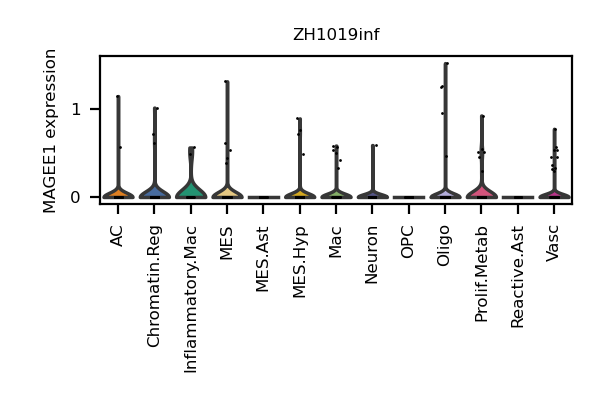 ZH1019inf
MAGEE1 expression
1
0
AC
Chromatin.Reg
Inflammatory.Mac
MES
MES.Ast
MES.Hyp
Mac
Neuron
OPC
Oligo
Prolif.Metab
Reactive.Ast
Vasc